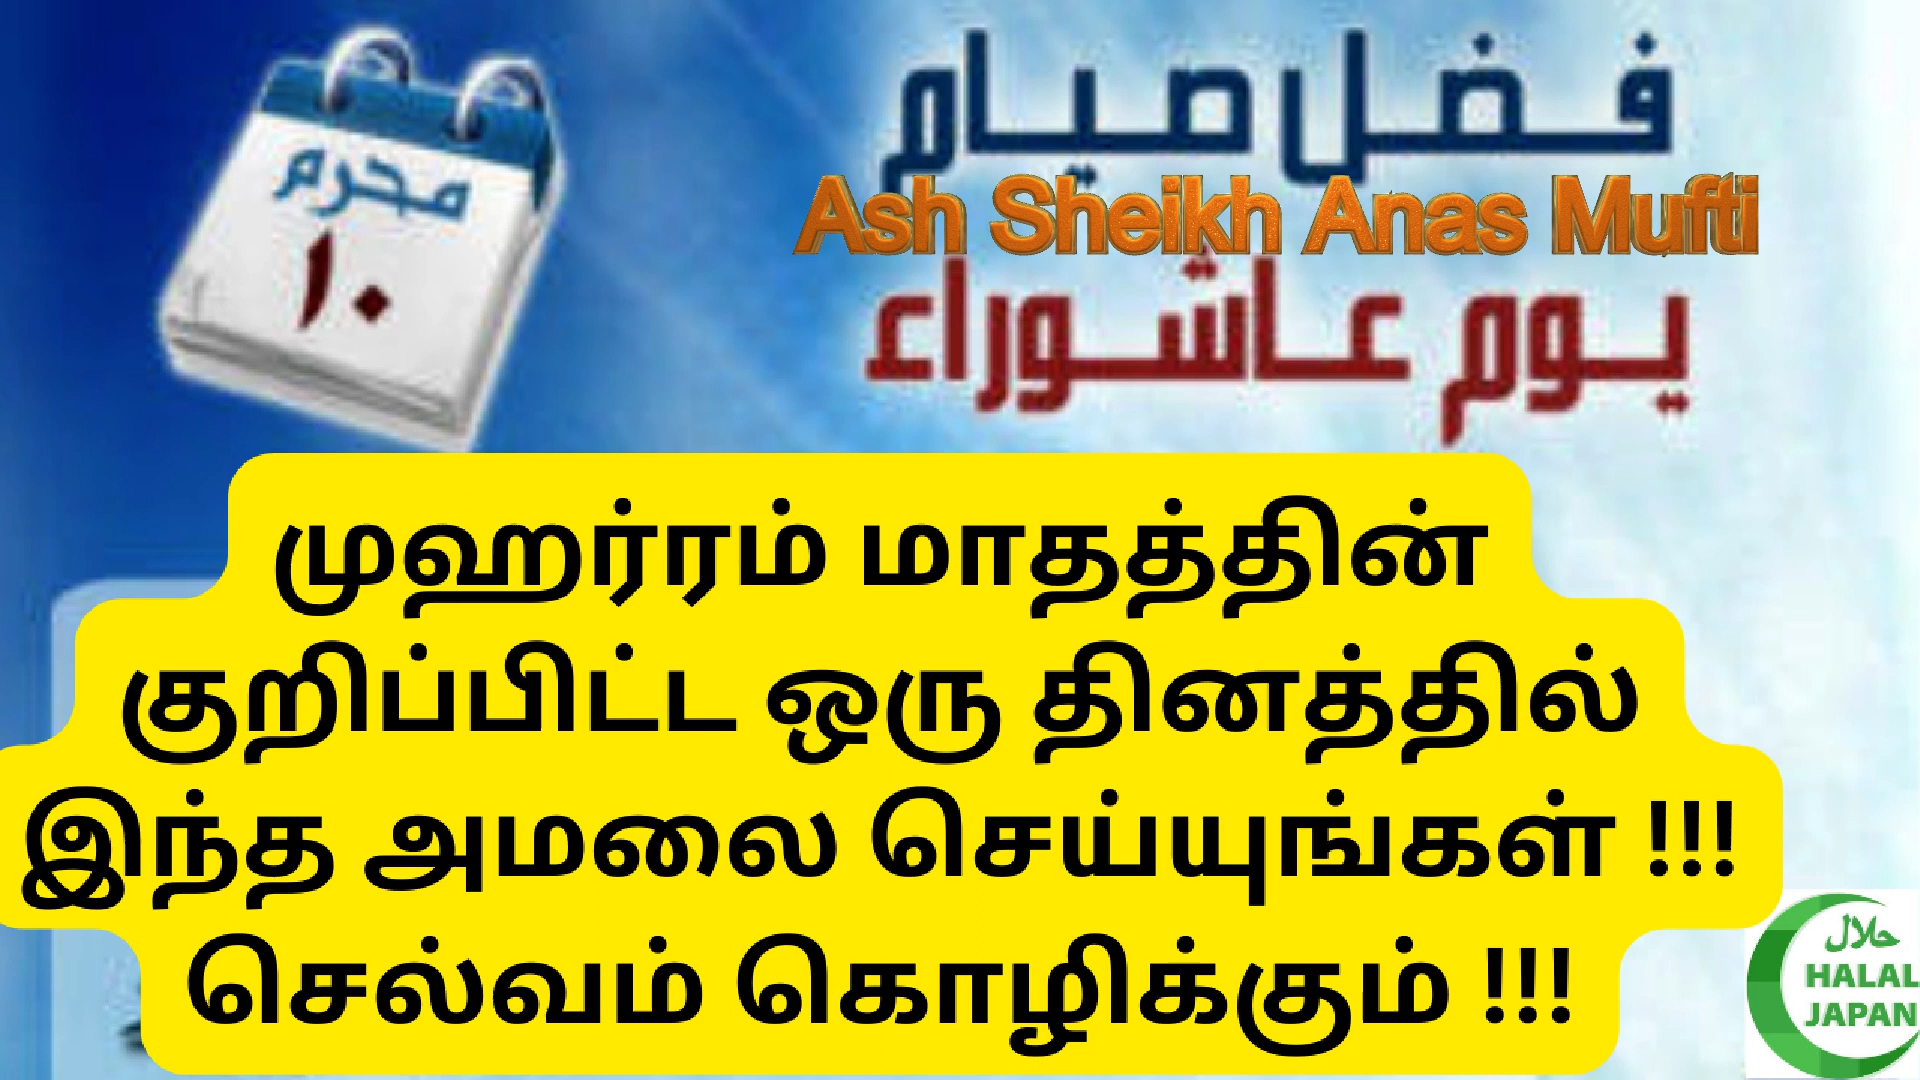 محرم
١٠
فضل صيام
Ash Sheikh Anas Mufti
يوم عاشوراء
முஹர்ரம் மாதத்தின்
குறிப்பிட்ட ஒரு தினத்தில்
இந்த அமலை செய்யுங்கள் !!!
செல்வம் கொழிக்கும் !!!
حلال
HALAL
JAPAN